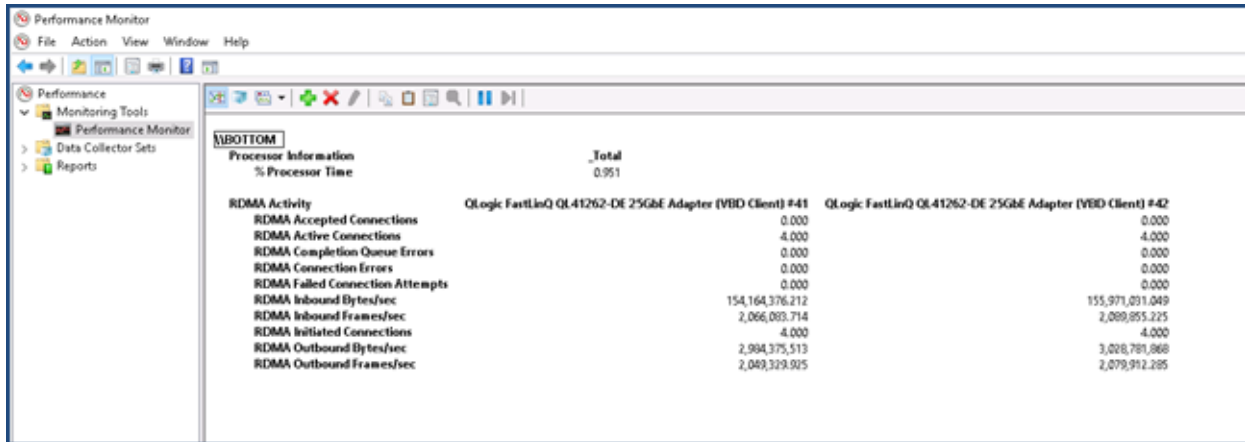 Performance Monitor
File Action View Window Help
Performance
Monitoring Tools
Performance Monitor
Data Collector Sets
Reports
\\BOTTOM
Processor Information _Total
% Processor Time 0.951
RDMA Activity QLogic FastLinQ QL41262-DE 25GbE Adapter (VBD Client) #41 QLogic FastLinQ QL41262-DE 25GbE Adapter (VBD Client) #42
RDMA Accepted Connections 0.000 0.000
RDMA Active Connections 4.000 4.000
RDMA Completion Queue Errors 0.000 0.000
RDMA Connection Errors 0.000 0.000
RDMA Failed Connection Attempts 0.000 0.000
RDMA Inbound Bytes/sec 154,164,376.212 155,971,031.049
RDMA Inbound Frames/sec 2,066,083.714 2,089,855.225
RDMA Initiated Connections 4.000 4.000
RDMA Outbound Bytes/sec 2,984,375,513 3,028,781,868
RDMA Outbound Frames/sec 2,049,329.925 2,079,912.285